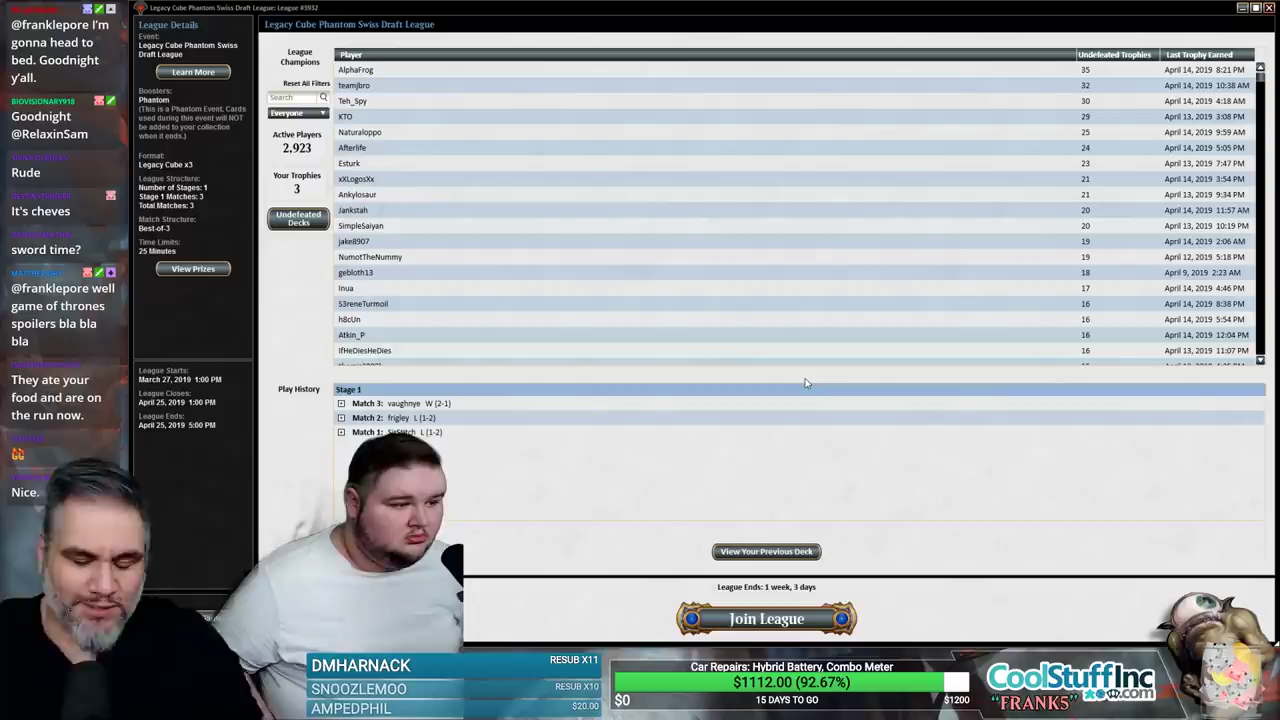 Legacy Cube Phantom Swiss Draft League: League #3932
@franklepore I'm
gonna head to
bed. Goodnight
y'all.
BIOVISIONARY918
Goodnight
@RelaxinSam
Rude
It's cheves
sword time?
@franklepore well
game of thrones
spoilers bla bla
bla
They ate your
food and are on
the run now.
Nice.
League Details
Event:
Legacy Cube Phantom Swiss
Draft League
Learn More
Boosters:
Phantom
(This is a Phantom Event. Cards
used during this event will NOT
be added to your collection
when it ends.)
Format:
Legacy Cube x3
League Structure:
Number of Stages: 1
Stage 1 Matches: 3
Total Matches: 3
Match Structure:
Best-of-3
Time Limits:
25 Minutes
View Prizes
League Starts:
March 27, 2019 1:00 PM
League Closes:
April 25, 2019 1:00 PM
League Ends:
April 25, 2019 5:00 PM
Legacy Cube Phantom Swiss Draft League
League
Champions
Reset All Filters
Search
Everyone
Active Players
2,923
Your Trophies
3
Undefeated
Decks
Player Undefeated Trophies Last Trophy Earned
AlphaFrog 35 April 14, 2019 8:21 PM
teamjbro 32 April 14, 2019 10:38 AM
Teh_Spy 30 April 14, 2019 4:18 AM
KTO 29 April 13, 2019 3:08 PM
Naturaloppo 25 April 14, 2019 9:59 AM
Afterlife 24 April 14, 2019 5:05 PM
Esturk 23 April 13, 2019 7:47 PM
xXLogosXx 21 April 14, 2019 3:54 PM
Ankylosaur 21 April 13, 2019 9:34 PM
Jankstah 20 April 14, 2019 11:57 AM
SimpleSaiyan 20 April 13, 2019 10:19 PM
jake8907 19 April 14, 2019 2:06 AM
NumotTheNummy 19 April 12, 2019 5:18 PM
gebloth13 18 April 9, 2019 2:23 AM
Inua 17 April 14, 2019 4:46 PM
S3reneTurmoil 16 April 14, 2019 8:38 PM
h8cUn 16 April 14, 2019 5:54 PM
Atkin_P 16 April 14, 2019 12:04 PM
IfHeDiesHeDies 16 April 13, 2019 11:07 PM
Play History
Stage 1
Match 3: vaughnye W (2-1)
Match 2: frigley L (1-2)
Match 1: L (1-2)
View Your Previous Deck
League Ends: 1 week, 3 days
Join League
DMHARNACK RESUB X11
SNOOZLEMOO RESUB X10
AMPEDPHIL $20.00
Car Repairs: Hybrid Battery, Combo Meter
$1112.00 (92.67%)
$0 15 DAYS TO GO $1200
CoolStuffInc
.com
"FRANKS"